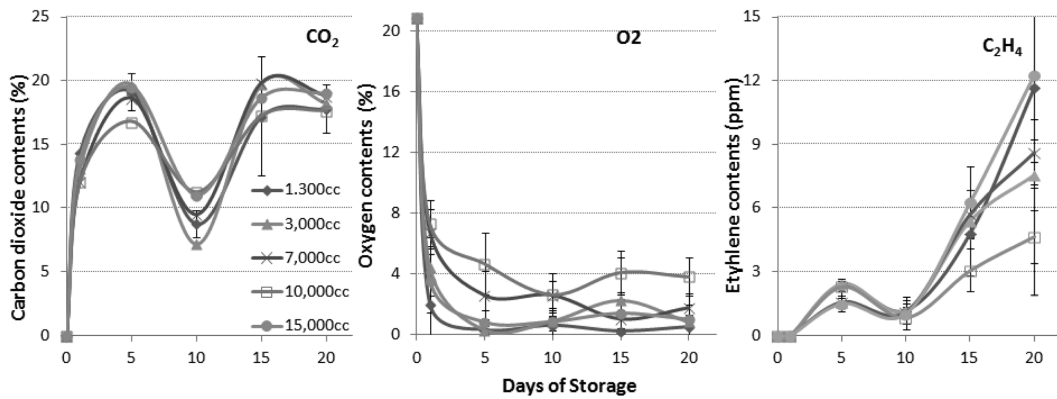 CO2
Carbon dioxide contents (%)
25
20
15
10
5
0
1.300cc
3,000cc
7,000cc
10,000cc
15,000cc
0 5 10 15 20
O2
Oxygen contents (%)
20
16
12
8
4
0
0 5 10 15 20
Days of Storage
C2H4
Etyhlene contents (ppm)
15
12
9
6
3
0
0 5 10 15 20